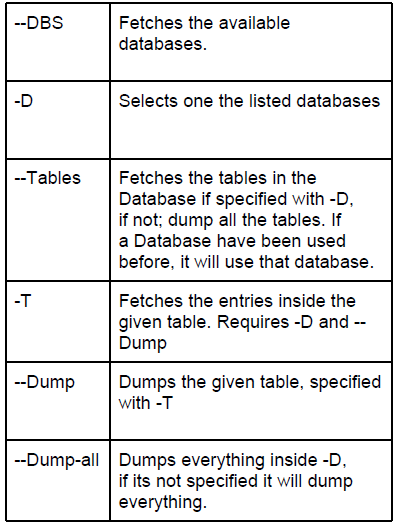 --DBS Fetches the available
databases.
-D Selects one the listed databases
--Tables Fetches the tables in the
Database if specified with -D,
if not; dump all the tables. If
a Database have been used
before, it will use that database.
-T Fetches the entries inside the
given table. Requires -D and --
Dump
--Dump Dumps the given table, specified
with -T
--Dump-all Dumps everything inside -D,
if its not specified it will dump
everything.